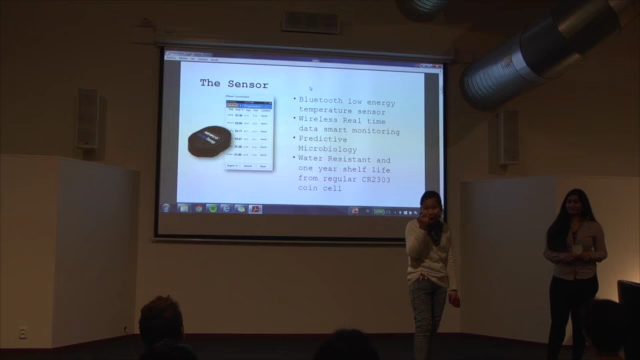 The Sensor
• Bluetooth low energy
temperature sensor
• Wireless Real time
data smart monitoring
• Predictive
Microbiology
• Water Resistant and
one year shelf life
from regular CR2303
coin cell